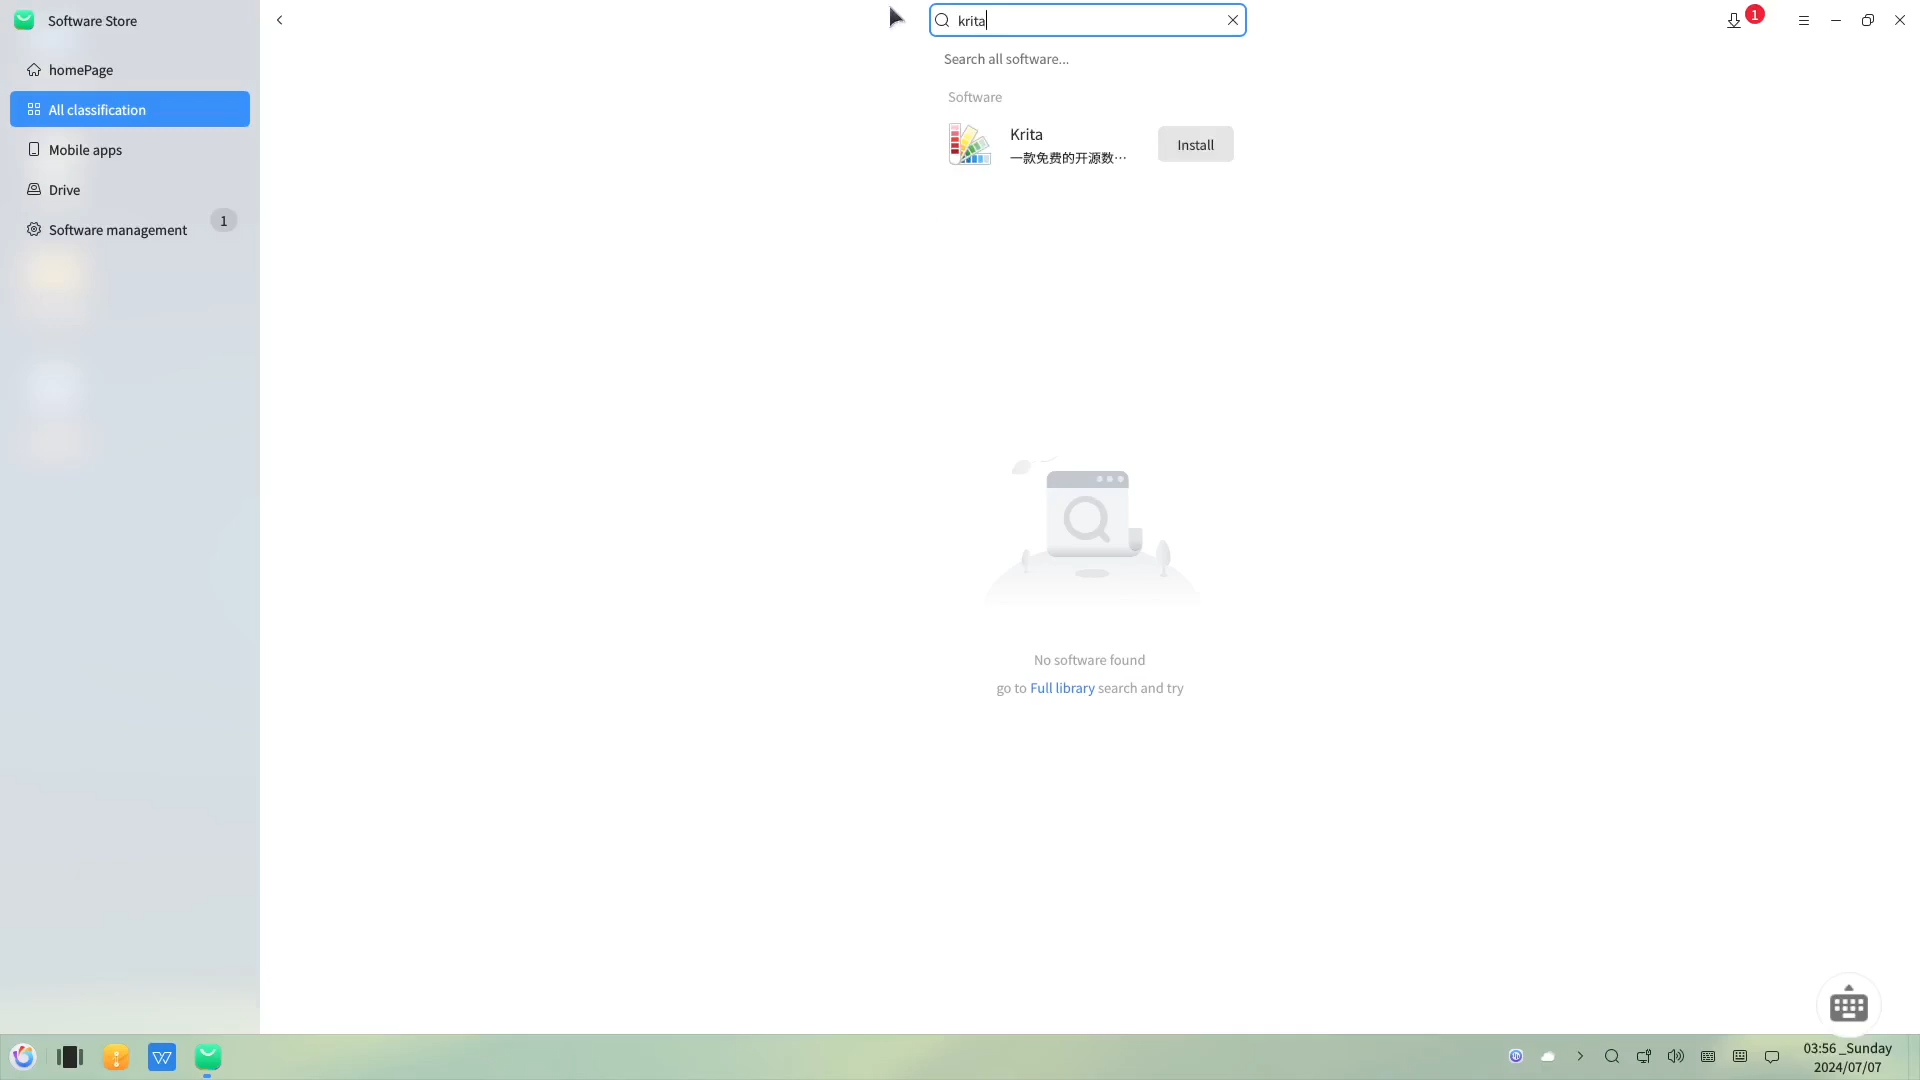 Software Store
krita
1
homePage
Search all software...
All classification
Software
Krita
一款免费的开源数···
Install
Mobile apps
Drive
Software management
1
No software found
go to Full library search and try
03:56 _Sunday
2024/07/07